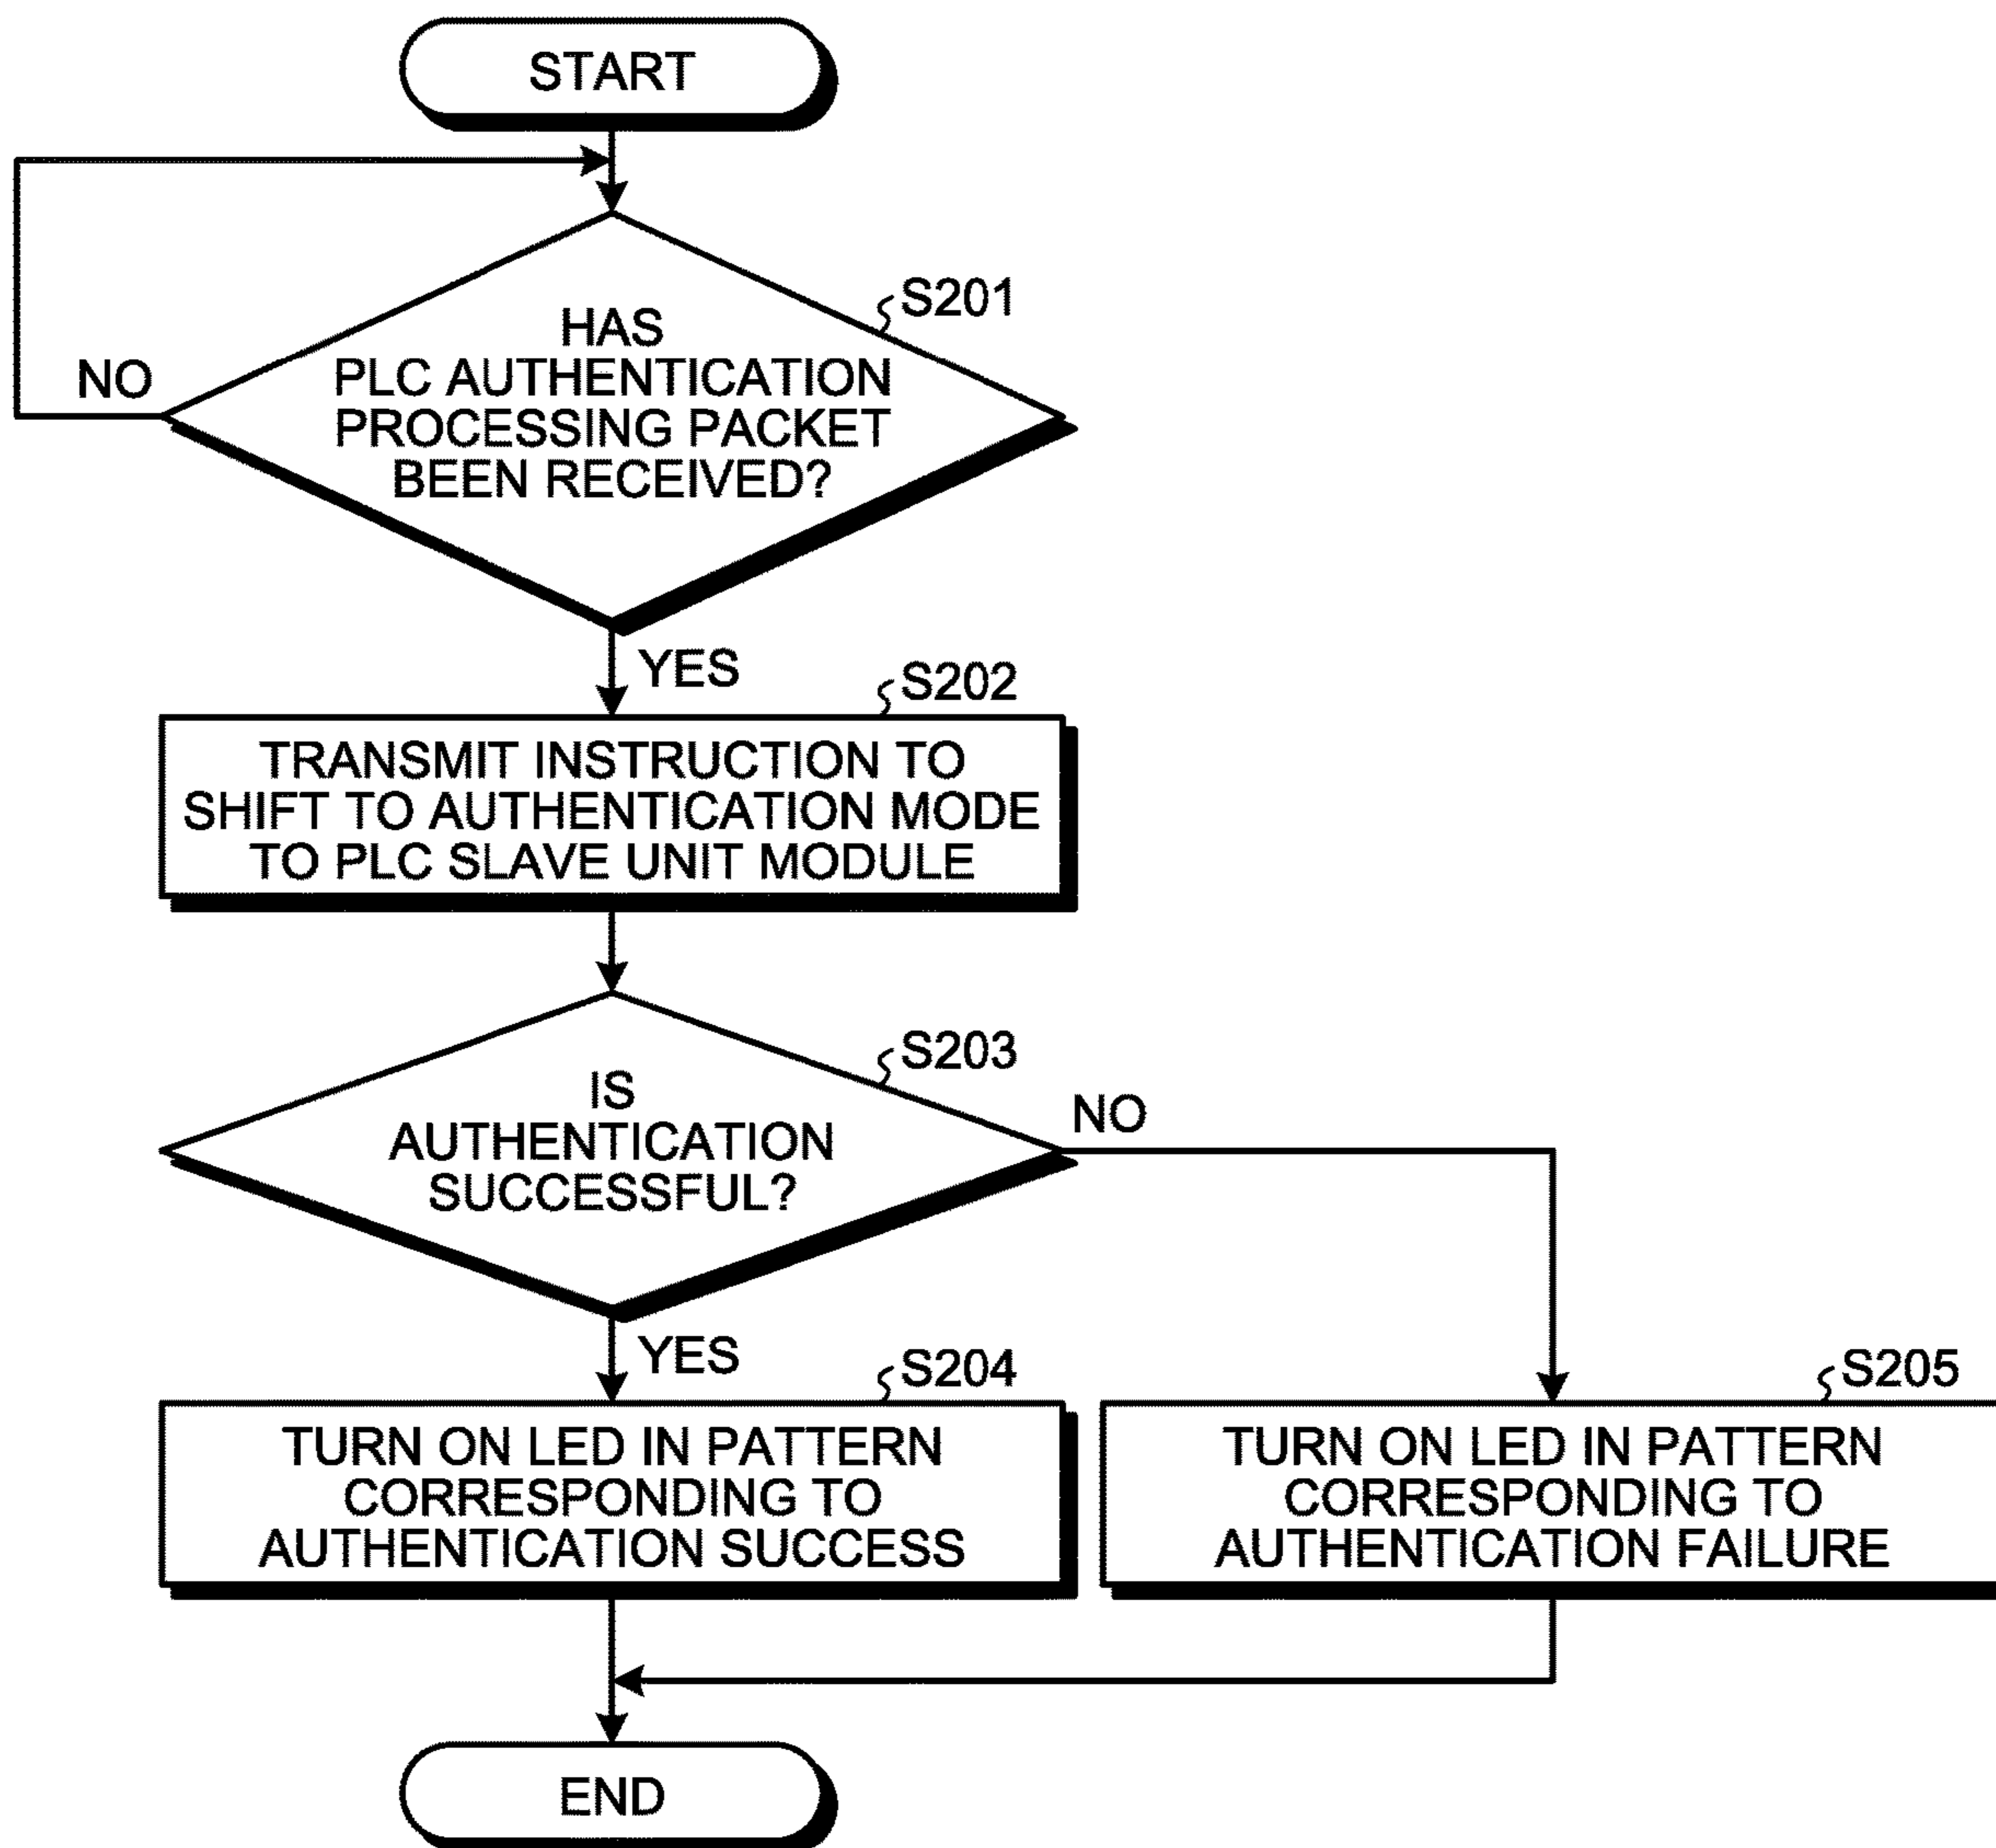 START
S201
HAS
PLC AUTHENTICATION
PROCESSING PACKET
BEEN RECEIVED?
NO
YES
S202
TRANSMIT INSTRUCTION TO
SHIFT TO AUTHENTICATION MODE
TO PLC SLAVE UNIT MODULE
S203
IS
AUTHENTICATION
SUCCESSFUL?
NO
YES
S204
TURN ON LED IN PATTERN
CORRESPONDING TO
AUTHENTICATION SUCCESS
S205
TURN ON LED IN PATTERN
CORRESPONDING TO
AUTHENTICATION FAILURE
END